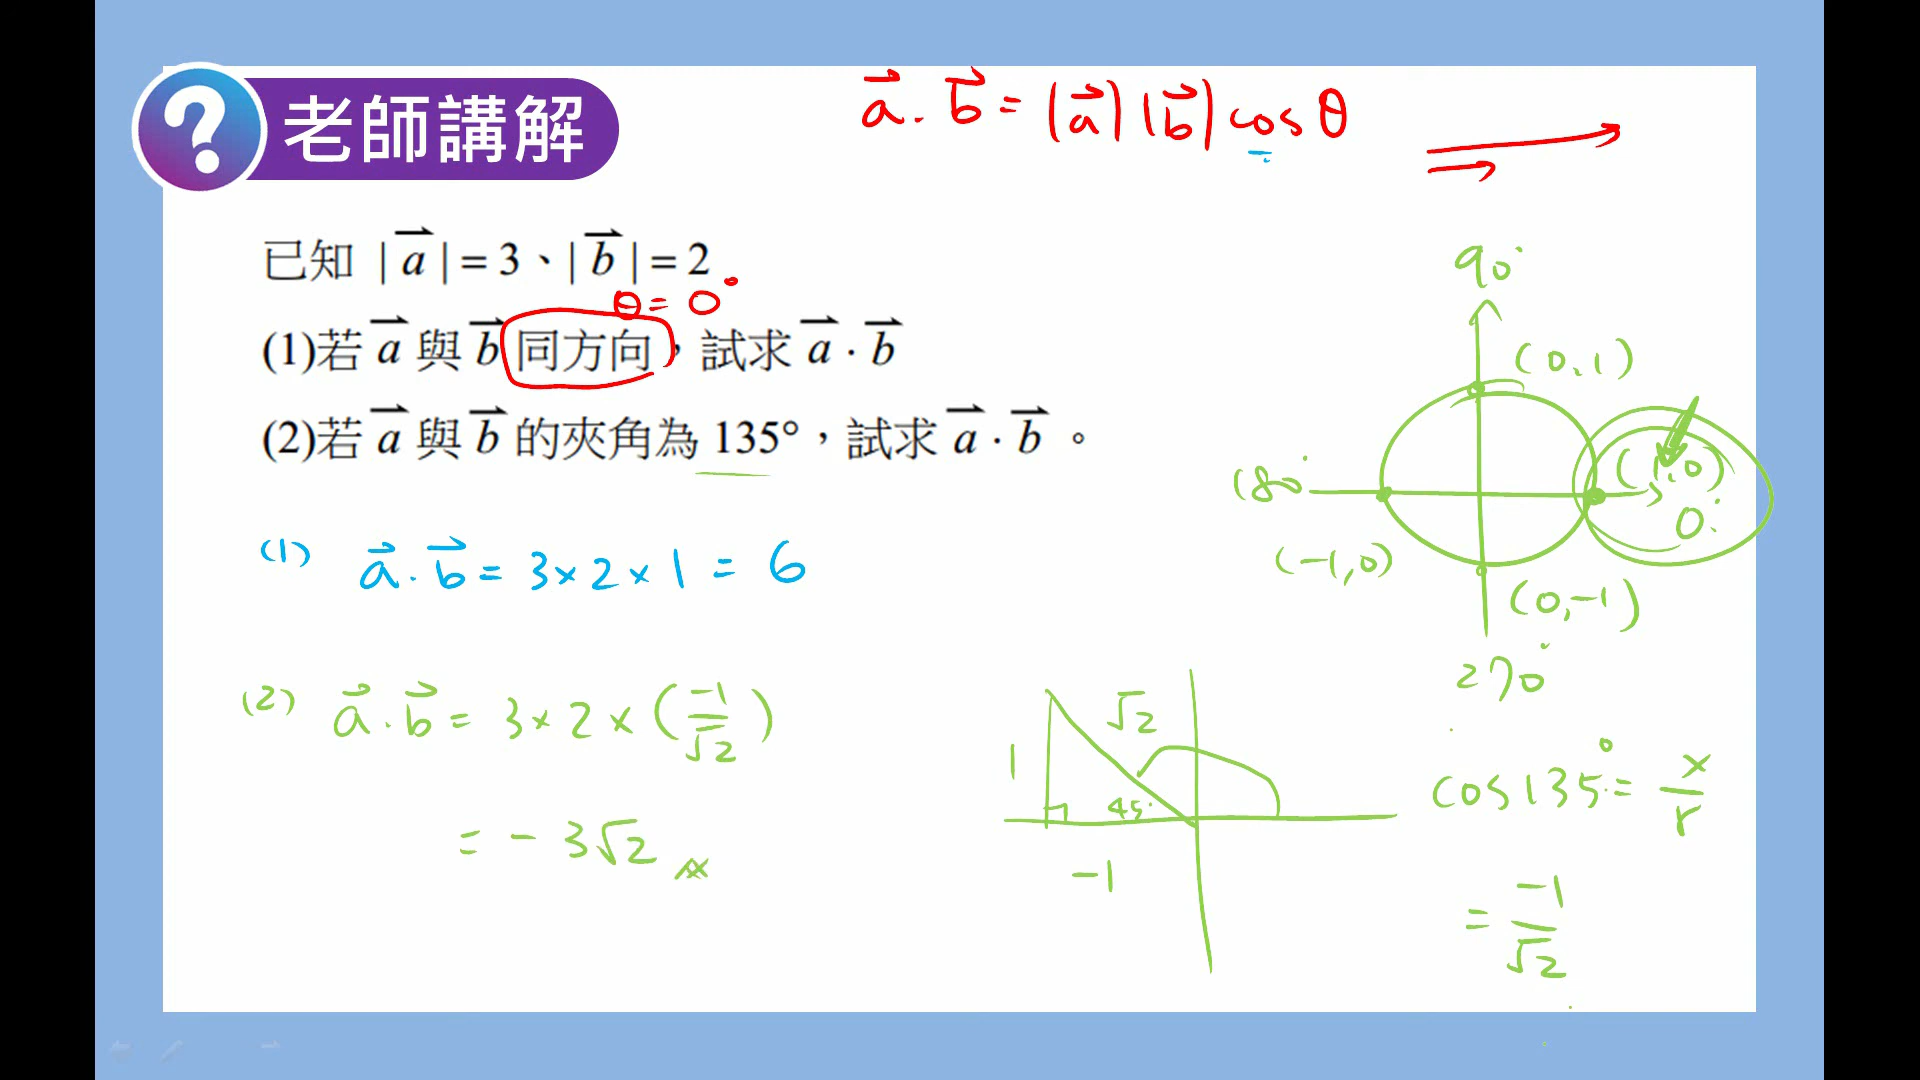 老師講解
a⃗ · b⃗ = |a⃗| |b⃗| cos θ
已知 | a⃗ | = 3、| b⃗ | = 2
θ = 0°
(1)若 a⃗ 與 b⃗ 同方向，試求 a⃗ · b⃗
(2)若 a⃗ 與 b⃗ 的夾角為 135°，試求 a⃗ · b⃗ 。
90°
(0,1)
180°
(1,0)
0°
(-1,0)
(0,-1)
270°
(1) a⃗ · b⃗ = 3 × 2 × 1 = 6
(2) a⃗ · b⃗ = 3 × 2 × (-1/√2)
= -3√2
√2
1
45°
-1
cos 135° = x/r
= -1/√2